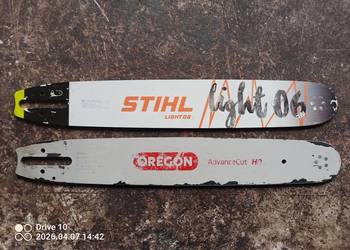 STIHL
LIGHT 06
light 06
OREGON
AdvanceCut
Drive 10
2026.04.07 14:42